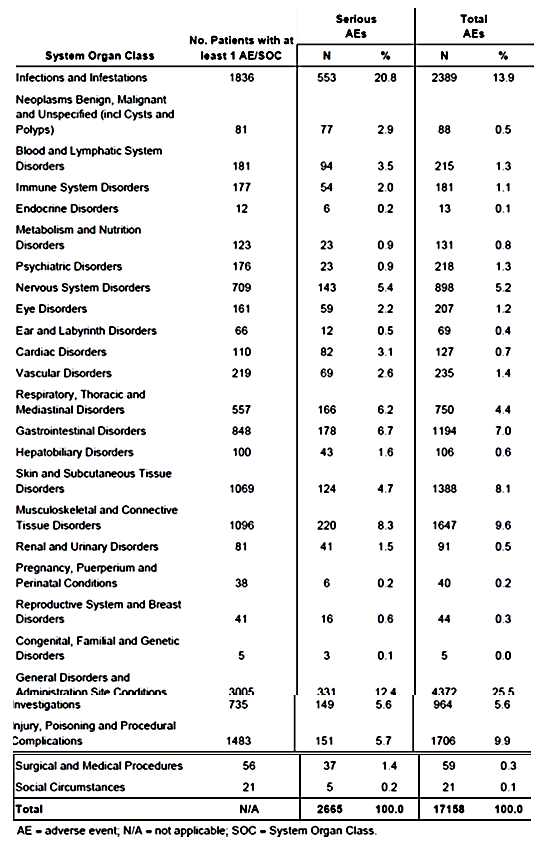 Serious Total
No. Patients with at AEs AEs
System Organ Class least 1 AE/SOC N % N %
Infections and Infestations 1836 553 20.8 2389 13.9
Neoplasms Benign, Malignant
and Unspecified (incl Cysts and
Polyps) 81 77 2.9 88 0.5
Blood and Lymphatic System
Disorders 181 94 3.5 215 1.3
Immune System Disorders 177 54 2.0 181 1.1
Endocrine Disorders 12 6 0.2 13 0.1
Metabolism and Nutrition
Disorders 123 23 0.9 131 0.8
Psychiatric Disorders 176 23 0.9 218 1.3
Nervous System Disorders 709 143 5.4 898 5.2
Eye Disorders 161 59 2.2 207 1.2
Ear and Labyrinth Disorders 66 12 0.5 69 0.4
Cardiac Disorders 110 82 3.1 127 0.7
Vascular Disorders 219 69 2.6 235 1.4
Respiratory, Thoracic and
Mediastinal Disorders 557 166 6.2 750 4.4
Gastrointestinal Disorders 848 178 6.7 1194 7.0
Hepatobiliary Disorders 100 43 1.6 106 0.6
Skin and Subcutaneous Tissue
Disorders 1069 124 4.7 1388 8.1
Musculoskeletal and Connective
Tissue Disorders 1096 220 8.3 1647 9.6
Renal and Urinary Disorders 81 41 1.5 91 0.5
Pregnancy, Puerperium and
Perinatal Conditions 38 6 0.2 40 0.2
Reproductive System and Breast
Disorders 41 16 0.6 44 0.3
Congenital, Familial and Genetic
Disorders 5 3 0.1 5 0.0
General Disorders and
Administration Site Conditions 3005 331 12.4 4372 25.5
Investigations 735 149 5.6 964 5.6
njury, Poisoning and Procedural
Complications 1483 151 5.7 1706 9.9
Surgical and Medical Procedures 56 37 1.4 59 0.3
Social Circumstances 21 5 0.2 21 0.1
Total N/A 2665 100.0 17158 100.0
AE = adverse event; N/A = not applicable; SOC = System Organ Class.